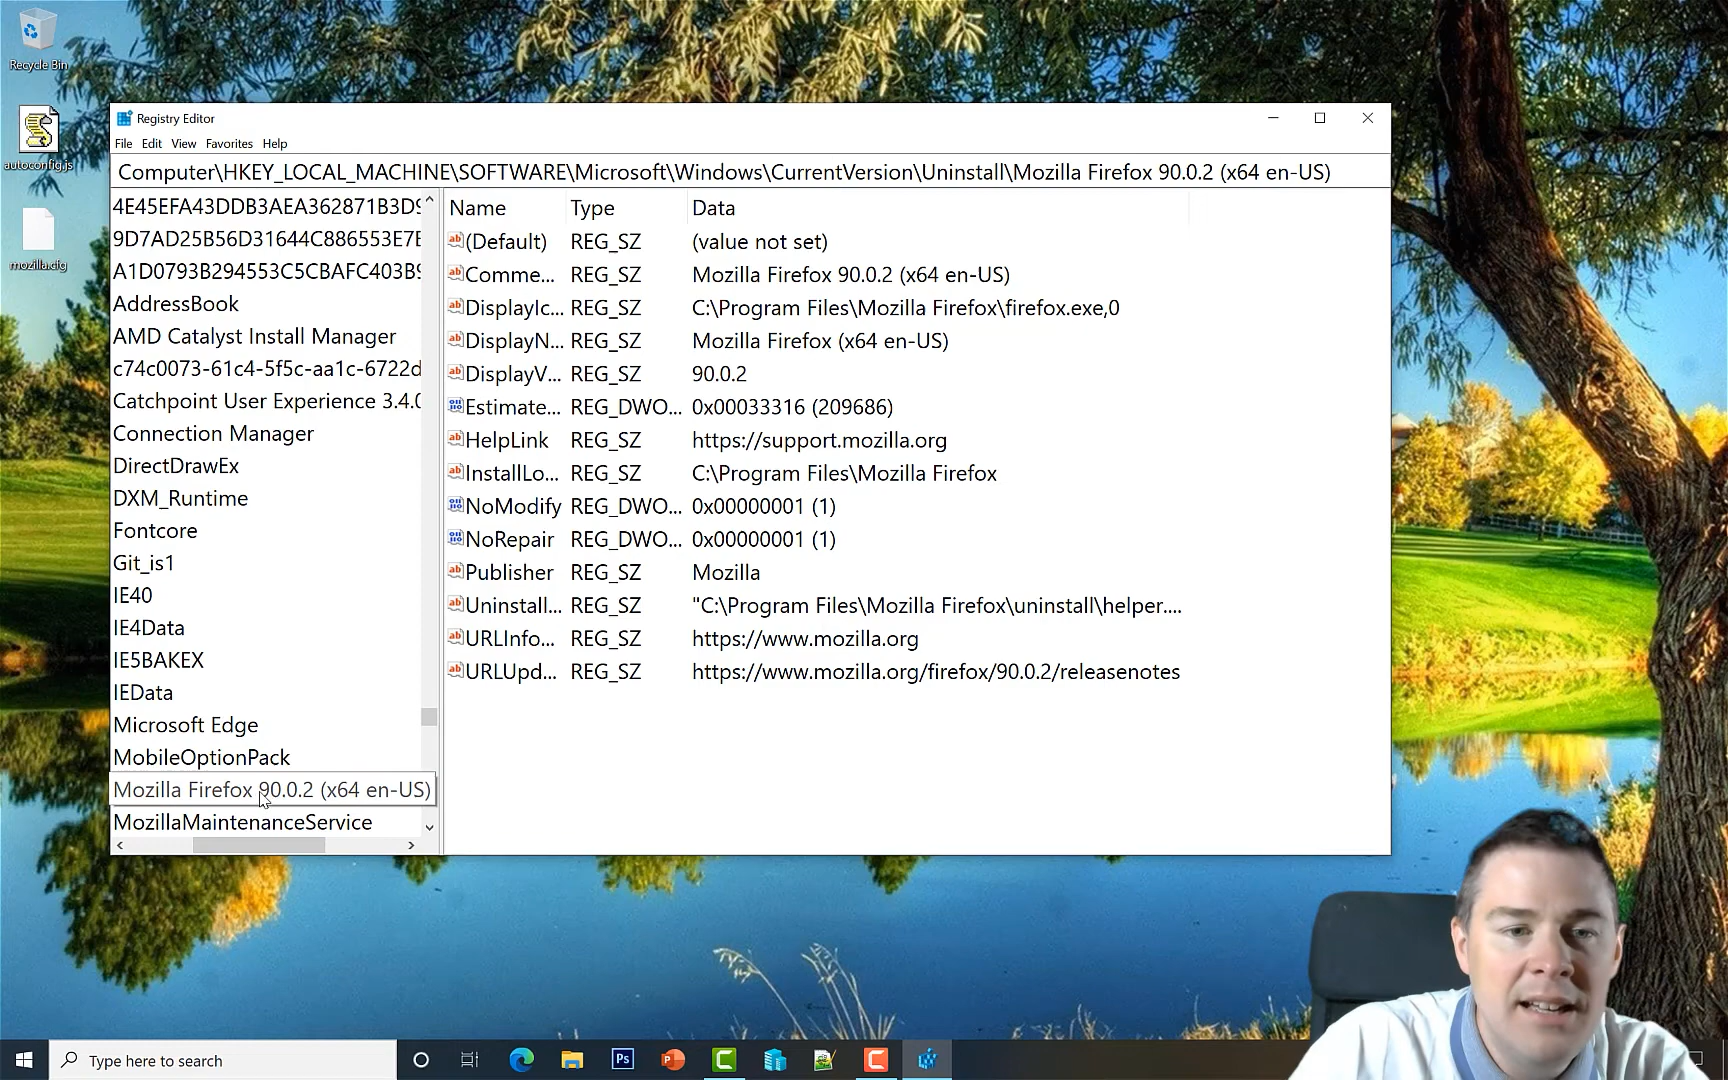 Recycle Bin
autoconfig.js
mozilla.cfg
Registry Editor
File Edit View Favorites Help
Computer\HKEY_LOCAL_MACHINE\SOFTWARE\Microsoft\Windows\CurrentVersion\Uninstall\Mozilla Firefox 90.0.2 (x64 en-US)
4E45EFA43DDB3AEA362871B3D9
9D7AD25B56D31644C886553E7E
A1D0793B294553C5CBAFC403B9
AddressBook
AMD Catalyst Install Manager
c74c0073-61c4-5f5c-aa1c-6722d
Catchpoint User Experience 3.4.0
Connection Manager
DirectDrawEx
DXM_Runtime
Fontcore
Git_is1
IE40
IE4Data
IE5BAKEX
IEData
Microsoft Edge
MobileOptionPack
Mozilla Firefox 90.0.2 (x64 en-US)
MozillaMaintenanceService
Name Type Data
(Default) REG_SZ (value not set)
Comme... REG_SZ Mozilla Firefox 90.0.2 (x64 en-US)
DisplayIc... REG_SZ C:\Program Files\Mozilla Firefox\firefox.exe,0
DisplayN... REG_SZ Mozilla Firefox (x64 en-US)
DisplayV... REG_SZ 90.0.2
Estimate... REG_DWO... 0x00033316 (209686)
HelpLink REG_SZ https://support.mozilla.org
InstallLo... REG_SZ C:\Program Files\Mozilla Firefox
NoModify REG_DWO... 0x00000001 (1)
NoRepair REG_DWO... 0x00000001 (1)
Publisher REG_SZ Mozilla
Uninstall... REG_SZ "C:\Program Files\Mozilla Firefox\uninstall\helper....
URLInfo... REG_SZ https://www.mozilla.org
URLUpd... REG_SZ https://www.mozilla.org/firefox/90.0.2/releasenotes
Type here to search
Ps